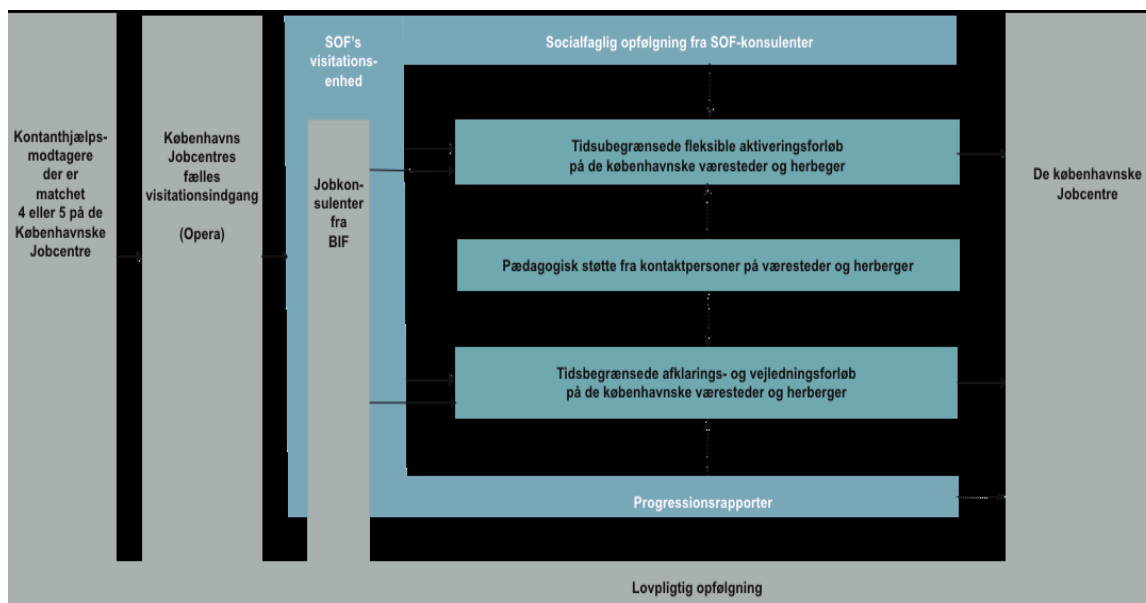 Kontanthjælps-
modtagere
der er
matchet
4 eller 5 på de
Københavnske
Jobcentre
Københavns
Jobcentres
fælles
visitationsindgang
(Opera)
SOF's
visitations-
enhed
Jobkon-
sulenter
fra
BIF
Socialfaglig opfølgning fra SOF-konsulenter
Tidsubegrænsede fleksible aktiveringsforløb
på de københavnske væresteder og herbeger
Pædagogisk støtte fra kontaktpersoner på væresteder og herberger
Tidsbegrænsede afklarings- og vejledningsforløb
på de københavnske væresteder og herberger
Progressionsrapporter
De københavnske
Jobcentre
Lovpligtig opfølgning